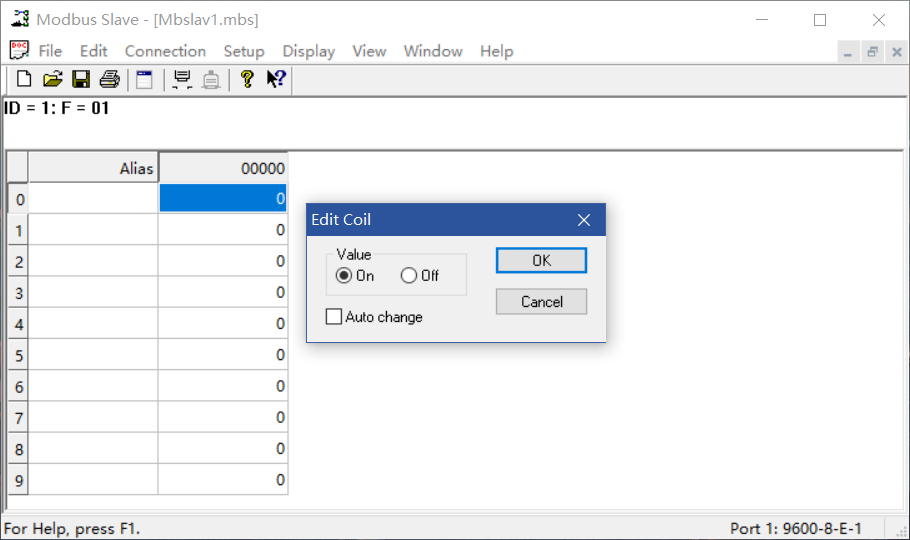 Modbus Slave - [Mbslav1.mbs]
File Edit Connection Setup Display View Window Help
ID = 1: F = 01
Alias 00000
0 0
1 0
2 0
3 0
4 0
5 0
6 0
7 0
8 0
9 0
Edit Coil
Value
On Off
Auto change
OK
Cancel
For Help, press F1.
Port 1: 9600-8-E-1